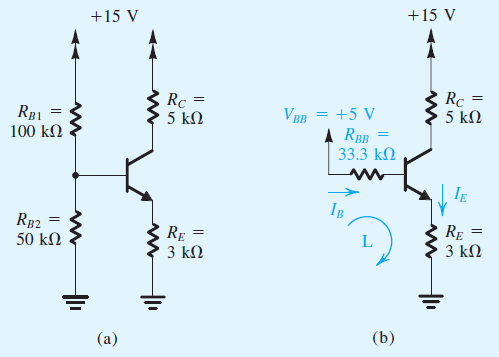 +15 V
R_C =
5 kΩ
R_B1 =
100 kΩ
R_B2 =
50 kΩ
R_E =
3 kΩ
(a)
+15 V
R_C =
5 kΩ
V_BB = +5 V
R_BB =
33.3 kΩ
I_B
L
I_E
R_E =
3 kΩ
(b)